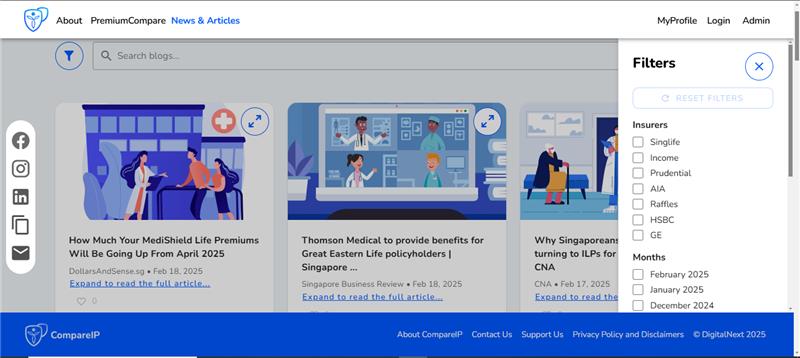 About PremiumCompare News & Articles MyProfile Login Admin
Search blogs...
Filters
RESET FILTERS
Insurers
Singlife
Income
Prudential
AIA
Raffles
HSBC
GE
Months
February 2025
January 2025
December 2024
How Much Your MediShield Life Premiums
Will Be Going Up From April 2025
DollarsAndSense.sg • Feb 18, 2025
Expand to read the full article...
0
Thomson Medical to provide benefits for
Great Eastern Life policyholders |
Singapore ...
Singapore Business Review • Feb 18, 2025
Expand to read the full article...
Why Singaporeans
turning to ILPs for
CNA
CNA • Feb 17, 2025
Expand to read the full
CompareIP
About CompareIP Contact Us Support Us Privacy Policy and Disclaimers © DigitalNext 2025